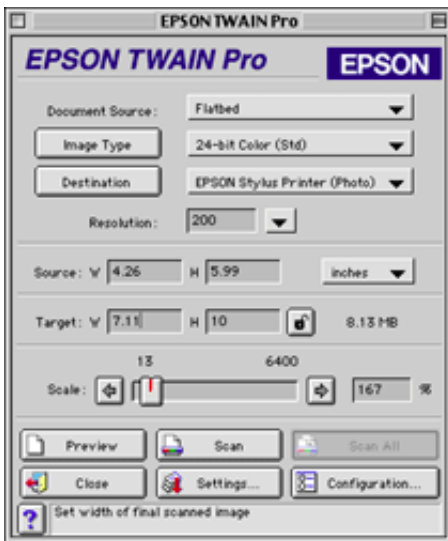 EPSON TWAIN Pro
EPSON TWAIN Pro EPSON
Document Source: Flatbed
Image Type 24-bit Color (Std)
Destination EPSON Stylus Printer (Photo)
Resolution: 200
Source: W 4.26 H 5.99 inches
Target: W 7.11 H 10 8.13 MB
13 6400
Scale: 167 %
Preview Scan Scan All
Close Settings... Configuration...
? Set width of final scanned image